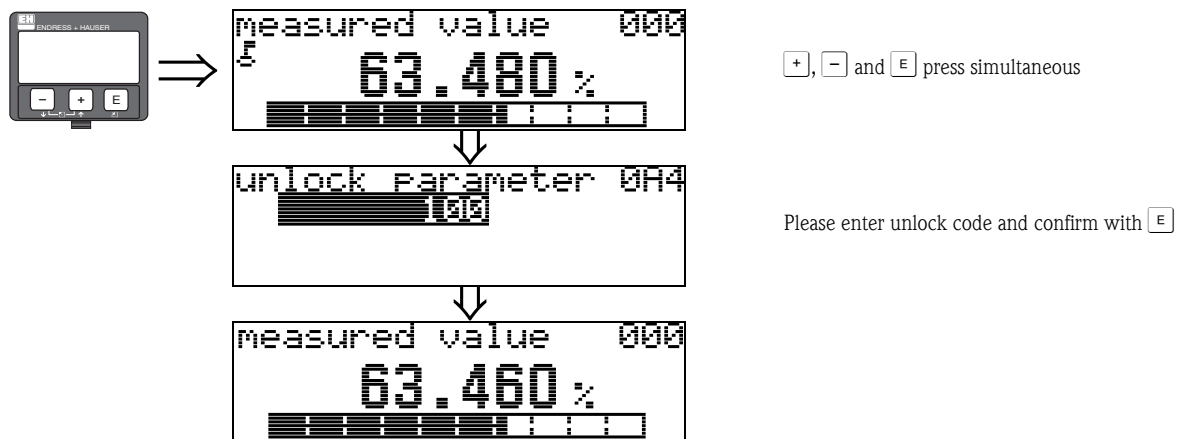 EH ENDRESS + HAUSER
- + E
measured value 000
63.480 %
+, - and E press simultaneous
unlock parameter 0A4
100
Please enter unlock code and confirm with E
measured value 000
63.460 %